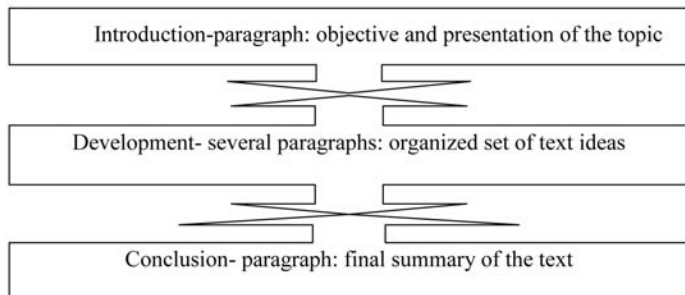 Introduction-paragraph: objective and presentation of the topic
Development- several paragraphs: organized set of text ideas
Conclusion- paragraph: final summary of the text